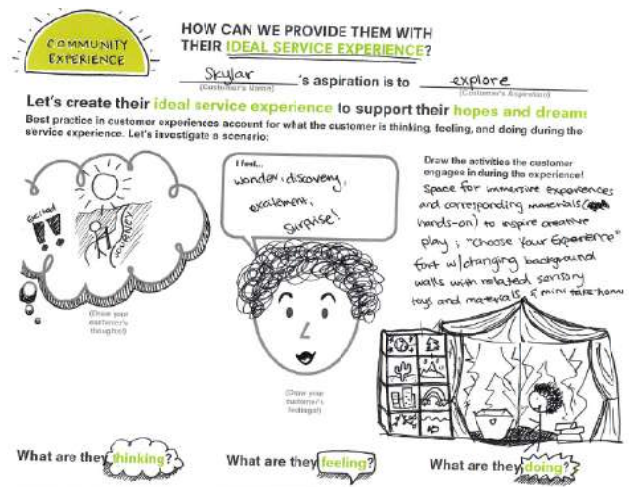 COMMUNITY
EXPERIENCE
HOW CAN WE PROVIDE THEM WITH
THEIR IDEAL SERVICE EXPERIENCE?
Skylar 's aspiration is to explore
(Customer's Name) (Customer's Aspiration)
Let's create their ideal service experience to support their hopes and dreams
Best practice in customer experiences account for what the customer is thinking, feeling, and doing during the
service experience. Let's investigate a scenario:
Excited
!!
(Draw your
customer's
thoughts!)
I feel...
wonder, discovery,
excitement,
surprise!
(Draw your
customer's
feelings!)
Draw the activities the customer
engages in during the experience!
Space for immersive experiences
and corresponding materials (
hands-on) to inspire creative
play ; "Choose Your Experience"
fort w/changing background
walls with related sensory
toys and materials & mini take home
What are they thinking?
What are they feeling?
What are they doing?